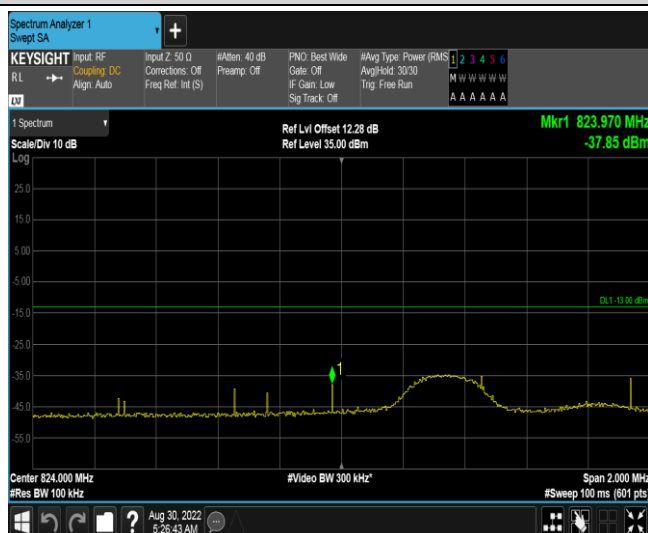 Spectrum Analyzer 1
Swept SA
+
KEYSIGHT
RL
Input: RF
Coupling: DC
Align: Auto
Input Z: 50 Ω
Corrections: Off
Freq Ref: Int (S)
#Atten: 40 dB
Preamp: Off
PNO: Best Wide
Gate: Off
IF Gain: Low
Sig Track: Off
#Avg Type: Power (RMS
Avg|Hold: 30/30
Trig: Free Run
1 2 3 4 5 6
M W W W W W
A A A A A A
LXI
1 Spectrum
Scale/Div 10 dB
Ref Lvl Offset 12.28 dB
Ref Level 35.00 dBm
Mkr1 823.970 MHz
-37.85 dBm
Log
25.0
15.0
5.00
-5.00
DL1 -13.00 dBm
-15.0
-25.0
1
-35.0
-45.0
-55.0
Center 824.000 MHz
#Res BW 100 kHz
#Video BW 300 kHz*
Span 2.000 MHz
#Sweep 100 ms (601 pts)
?
Aug 30, 2022
5:26:43 AM